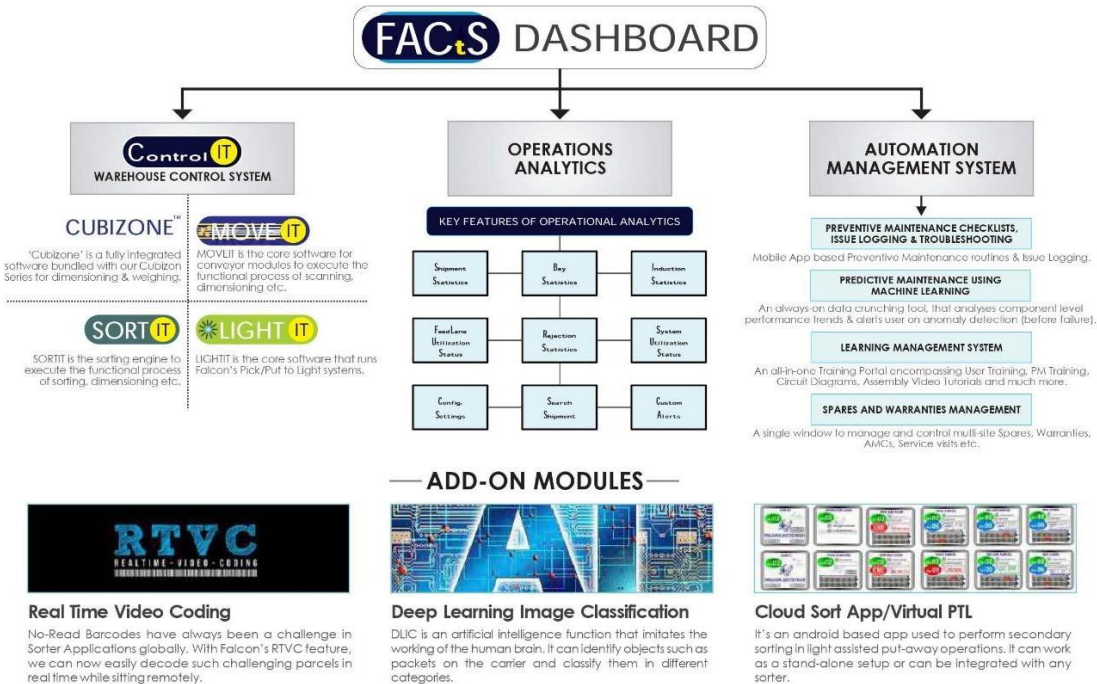 FACtS DASHBOARD
Control IT
WAREHOUSE CONTROL SYSTEM
CUBIZONE™
'Cubizone' is a fully integrated
software bundled with our Cubizon
Series for dimensioning & weighing.
MOVE IT
MOVEIT is the core software for
conveyor modules to execute the
functional process of scanning,
dimensioning etc.
SORT IT
SORTIT is the sorting engine to
execute the functional process
of sorting, dimensioning etc.
LIGHT IT
LIGHTIT is the core software that runs
Falcon's Pick/Put to Light systems.
OPERATIONS
ANALYTICS
KEY FEATURES OF OPERATIONAL ANALYTICS
Shipment
Statistics
Bay
Statistics
Induction
Statistics
FeedLane
Utilization
Status
Rejection
Statistics
System
Utilization
Status
Config.
Settings
Search
Shipment
Custom
Alerts
AUTOMATION
MANAGEMENT SYSTEM
PREVENTIVE MAINTENANCE CHECKLISTS,
ISSUE LOGGING & TROUBLESHOOTING
Mobile App based Preventive Maintenance routines & Issue Logging.
PREDICTIVE MAINTENANCE USING
MACHINE LEARNING
An always-on data crunching tool, that analyses component level
performance trends & alerts user on anomaly detection (before failure).
LEARNING MANAGEMENT SYSTEM
An all-in-one Training Portal encompassing User Training, PM Training,
Circuit Diagrams, Assembly Video Tutorials and much more.
SPARES AND WARRANTIES MANAGEMENT
A single window to manage and control multi-site Spares, Warranties,
AMCs, Service visits etc.
ADD-ON MODULES
RTVC
REALTIME-VIDEO-CODING
Real Time Video Coding
No-Read Barcodes have always been a challenge in
Sorter Applications globally. With Falcon's RTVC feature,
we can now easily decode such challenging parcels in
real time while sitting remotely.
Deep Learning Image Classification
DLIC is an artificial intelligence function that imitates the
working of the human brain. It can identify objects such as
packets on the carrier and classify them in different
categories.
Cloud Sort App/Virtual PTL
It's an android based app used to perform secondary
sorting in light assisted put-away operations. It can work
as a stand-alone setup or can be integrated with any
sorter.